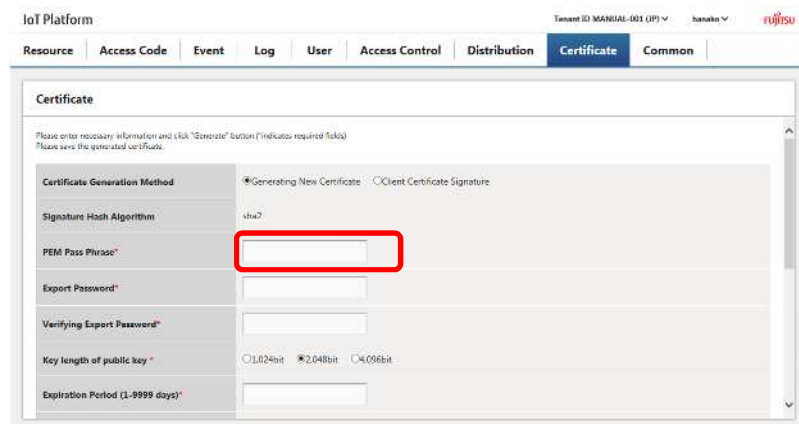 IoT Platform
Tenant ID MANUAL-001 (JP) hanako FUJITSU
Resource Access Code Event Log User Access Control Distribution Certificate Common
Certificate
Please enter necessary information and click "Generate" button.(*indicates required fields)
Please save the generated certificate.
Certificate Generation Method Generating New Certificate Client Certificate Signature
Signature Hash Algorithm sha2
PEM Pass Phrase*
Export Password*
Verifying Export Password*
Key length of public key * 1,024bit 2,048bit 4,096bit
Expiration Period (1-9999 days)*